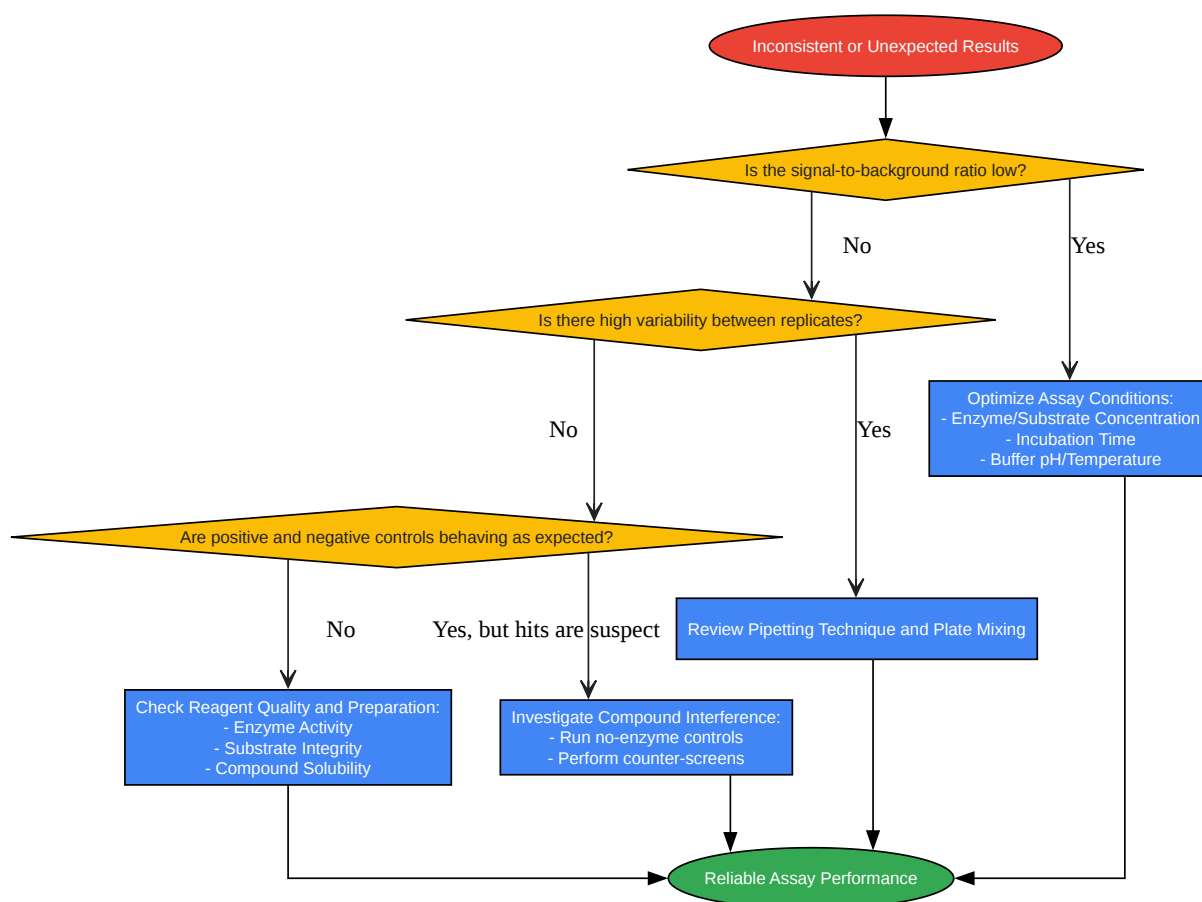 Inconsistent or Unexpected Results
Is the signal-to-background ratio low?
No
Yes
Is there high variability between replicates?
Optimize Assay Conditions:
- Enzyme/Substrate Concentration
- Incubation Time
- Buffer pH/Temperature
No
Yes
Are positive and negative controls behaving as expected?
No
Yes, but hits are suspect
Review Pipetting Technique and Plate Mixing
Check Reagent Quality and Preparation:
- Enzyme Activity
- Substrate Integrity
- Compound Solubility
Investigate Compound Interference:
- Run no-enzyme controls
- Perform counter-screens
Reliable Assay Performance